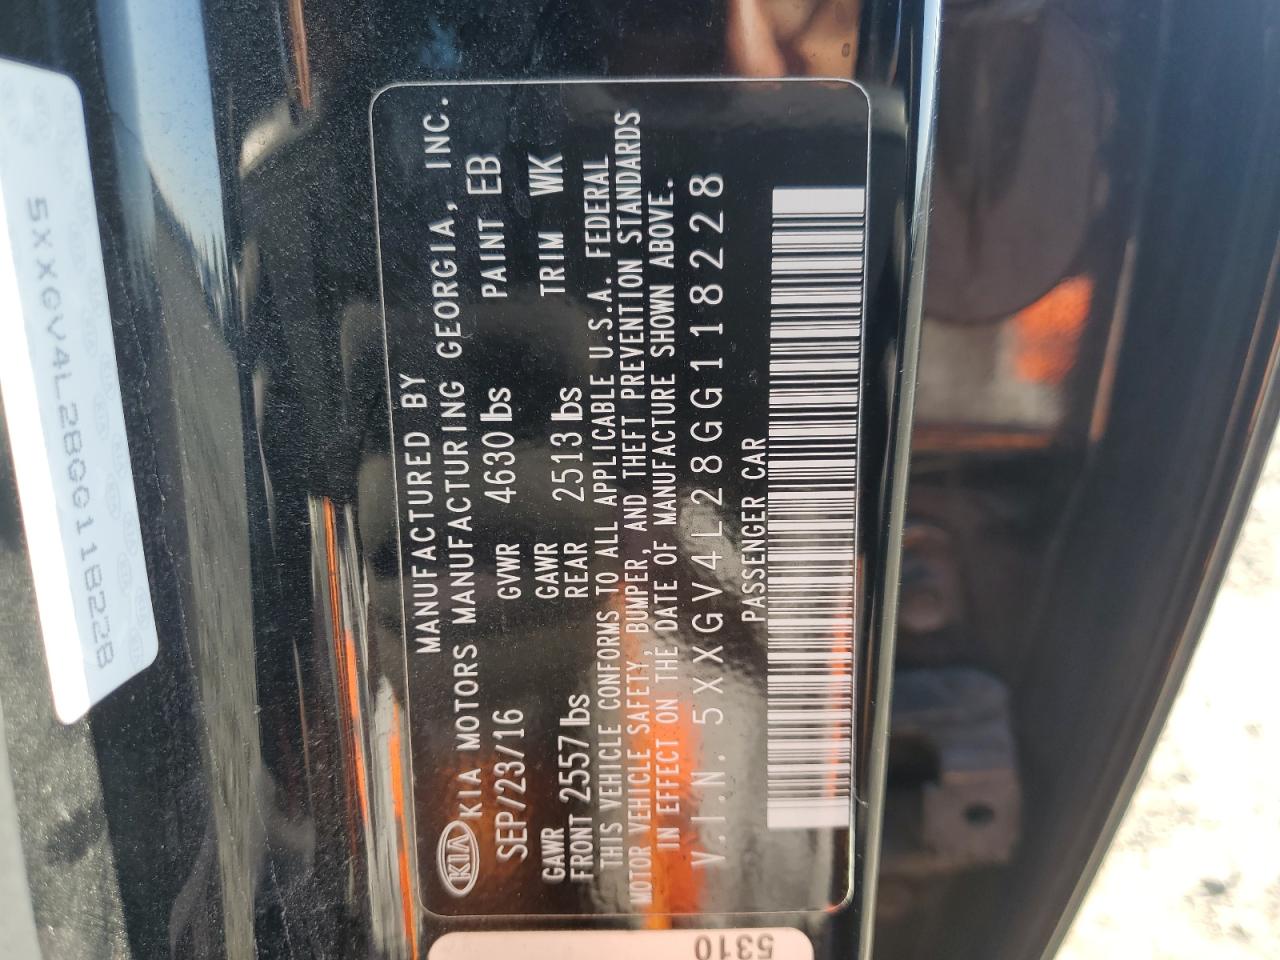 5XXGV4L28GG118228
MANUFACTURED BY
KIA KIA MOTORS MANUFACTURING GEORGIA, INC.
SEP/23/16 GVWR 4630 lbs PAINT EB
GAWR FRONT 2557 lbs GAWR REAR 2513 lbs TRIM WK
THIS VEHICLE CONFORMS TO ALL APPLICABLE U.S.A. FEDERAL
MOTOR VEHICLE SAFETY, BUMPER, AND THEFT PREVENTION STANDARDS
IN EFFECT ON THE DATE OF MANUFACTURE SHOWN ABOVE.
V.I.N. 5XXGV4L28GG118228
PASSENGER CAR
5310